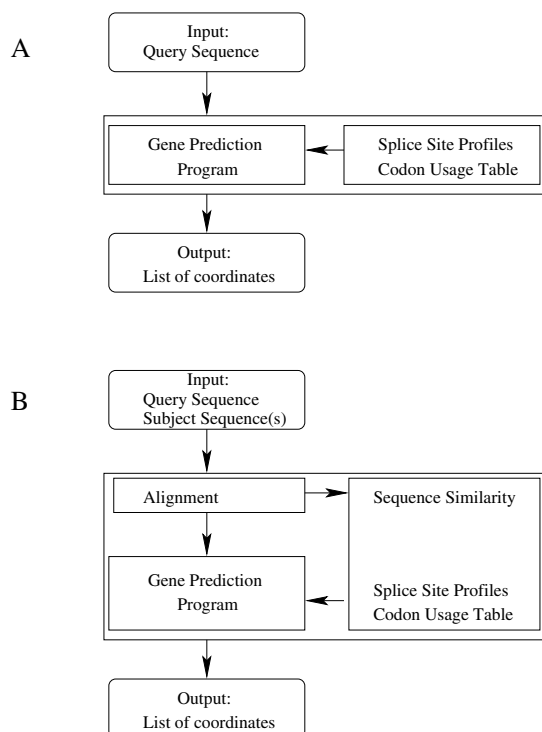 A
Input:
Query Sequence
Gene Prediction
Program
Splice Site Profiles
Codon Usage Table
Output:
List of coordinates
B
Input:
Query Sequence
Subject Sequence(s)
Alignment
Sequence Similarity
Gene Prediction
Program
Splice Site Profiles
Codon Usage Table
Output:
List of coordinates